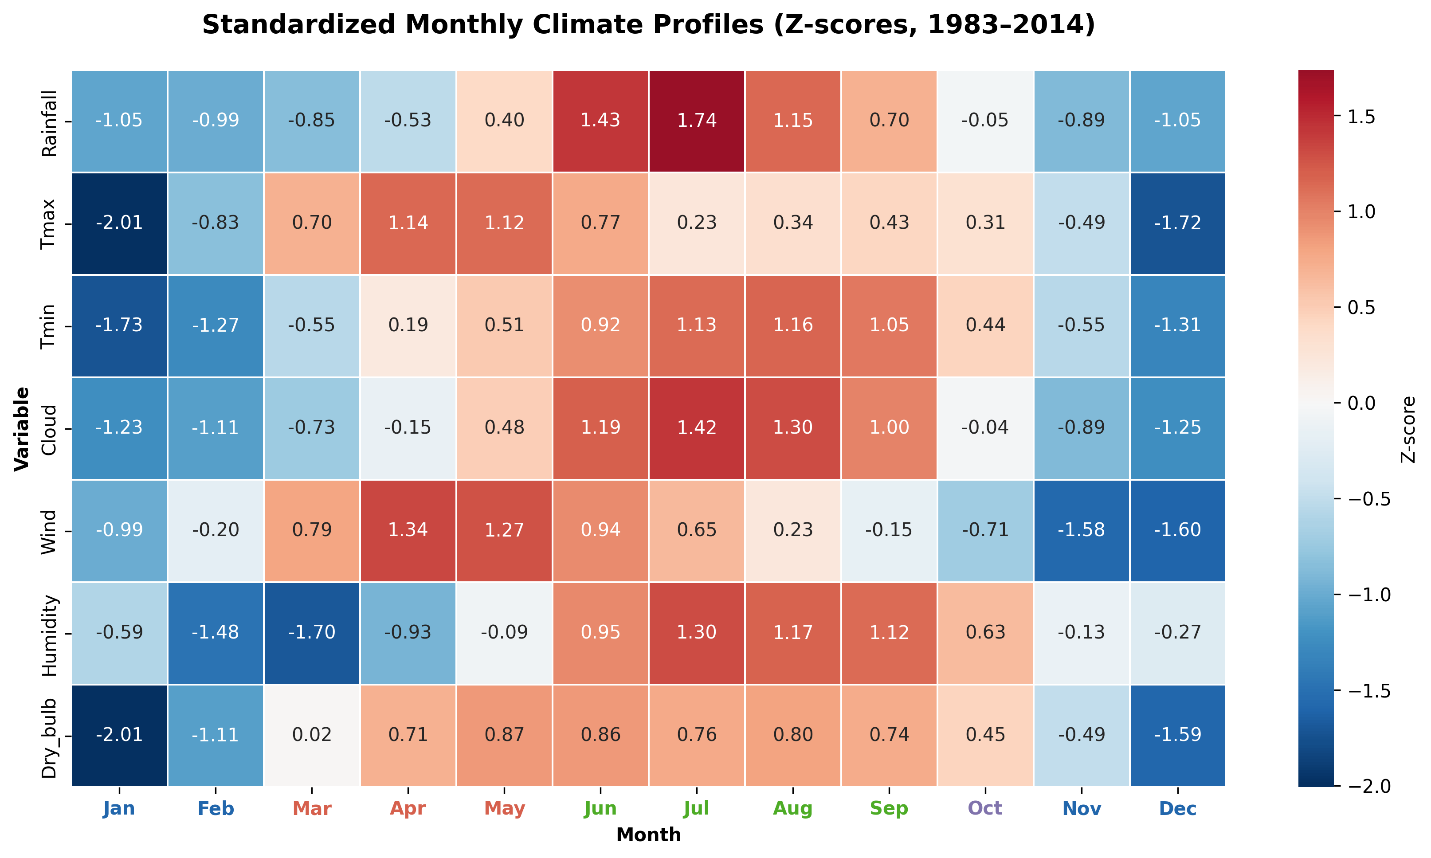 Standardized Monthly Climate Profiles (Z-scores, 1983–2014)
Rainfall -1.05 -0.99 -0.85 -0.53 0.40 1.43 1.74 1.15 0.70 -0.05 -0.89 -1.05
Tmax -2.01 -0.83 0.70 1.14 1.12 0.77 0.23 0.34 0.43 0.31 -0.49 -1.72
Tmin -1.73 -1.27 -0.55 0.19 0.51 0.92 1.13 1.16 1.05 0.44 -0.55 -1.31
Cloud -1.23 -1.11 -0.73 -0.15 0.48 1.19 1.42 1.30 1.00 -0.04 -0.89 -1.25
Wind -0.99 -0.20 0.79 1.34 1.27 0.94 0.65 0.23 -0.15 -0.71 -1.58 -1.60
Humidity -0.59 -1.48 -1.70 -0.93 -0.09 0.95 1.30 1.17 1.12 0.63 -0.13 -0.27
Dry_bulb -2.01 -1.11 0.02 0.71 0.87 0.86 0.76 0.80 0.74 0.45 -0.49 -1.59
Variable
Jan Feb Mar Apr May Jun Jul Aug Sep Oct Nov Dec
Month
1.5
1.0
0.5
0.0
−0.5
−1.0
−1.5
−2.0
Z-score